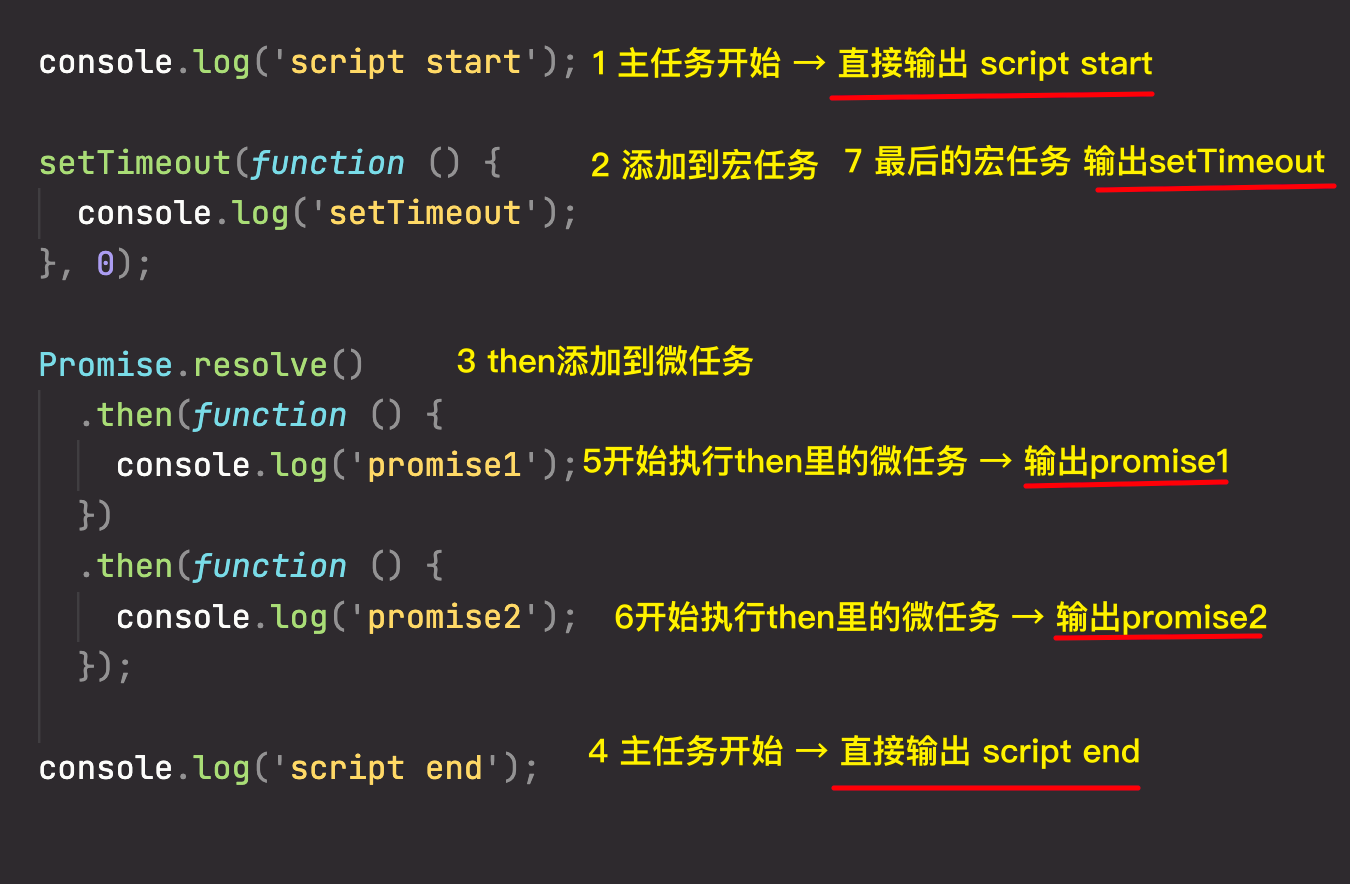 console.log('script start'); 1 主任务开始 → 直接输出 script start
setTimeout(function () { 2 添加到宏任务 7 最后的宏任务 输出setTimeout
console.log('setTimeout');
}, 0);
Promise.resolve() 3 then添加到微任务
.then(function () {
console.log('promise1'); 5开始执行then里的微任务 → 输出promise1
})
.then(function () {
console.log('promise2'); 6开始执行then里的微任务 → 输出promise2
});
console.log('script end'); 4 主任务开始 → 直接输出 script end